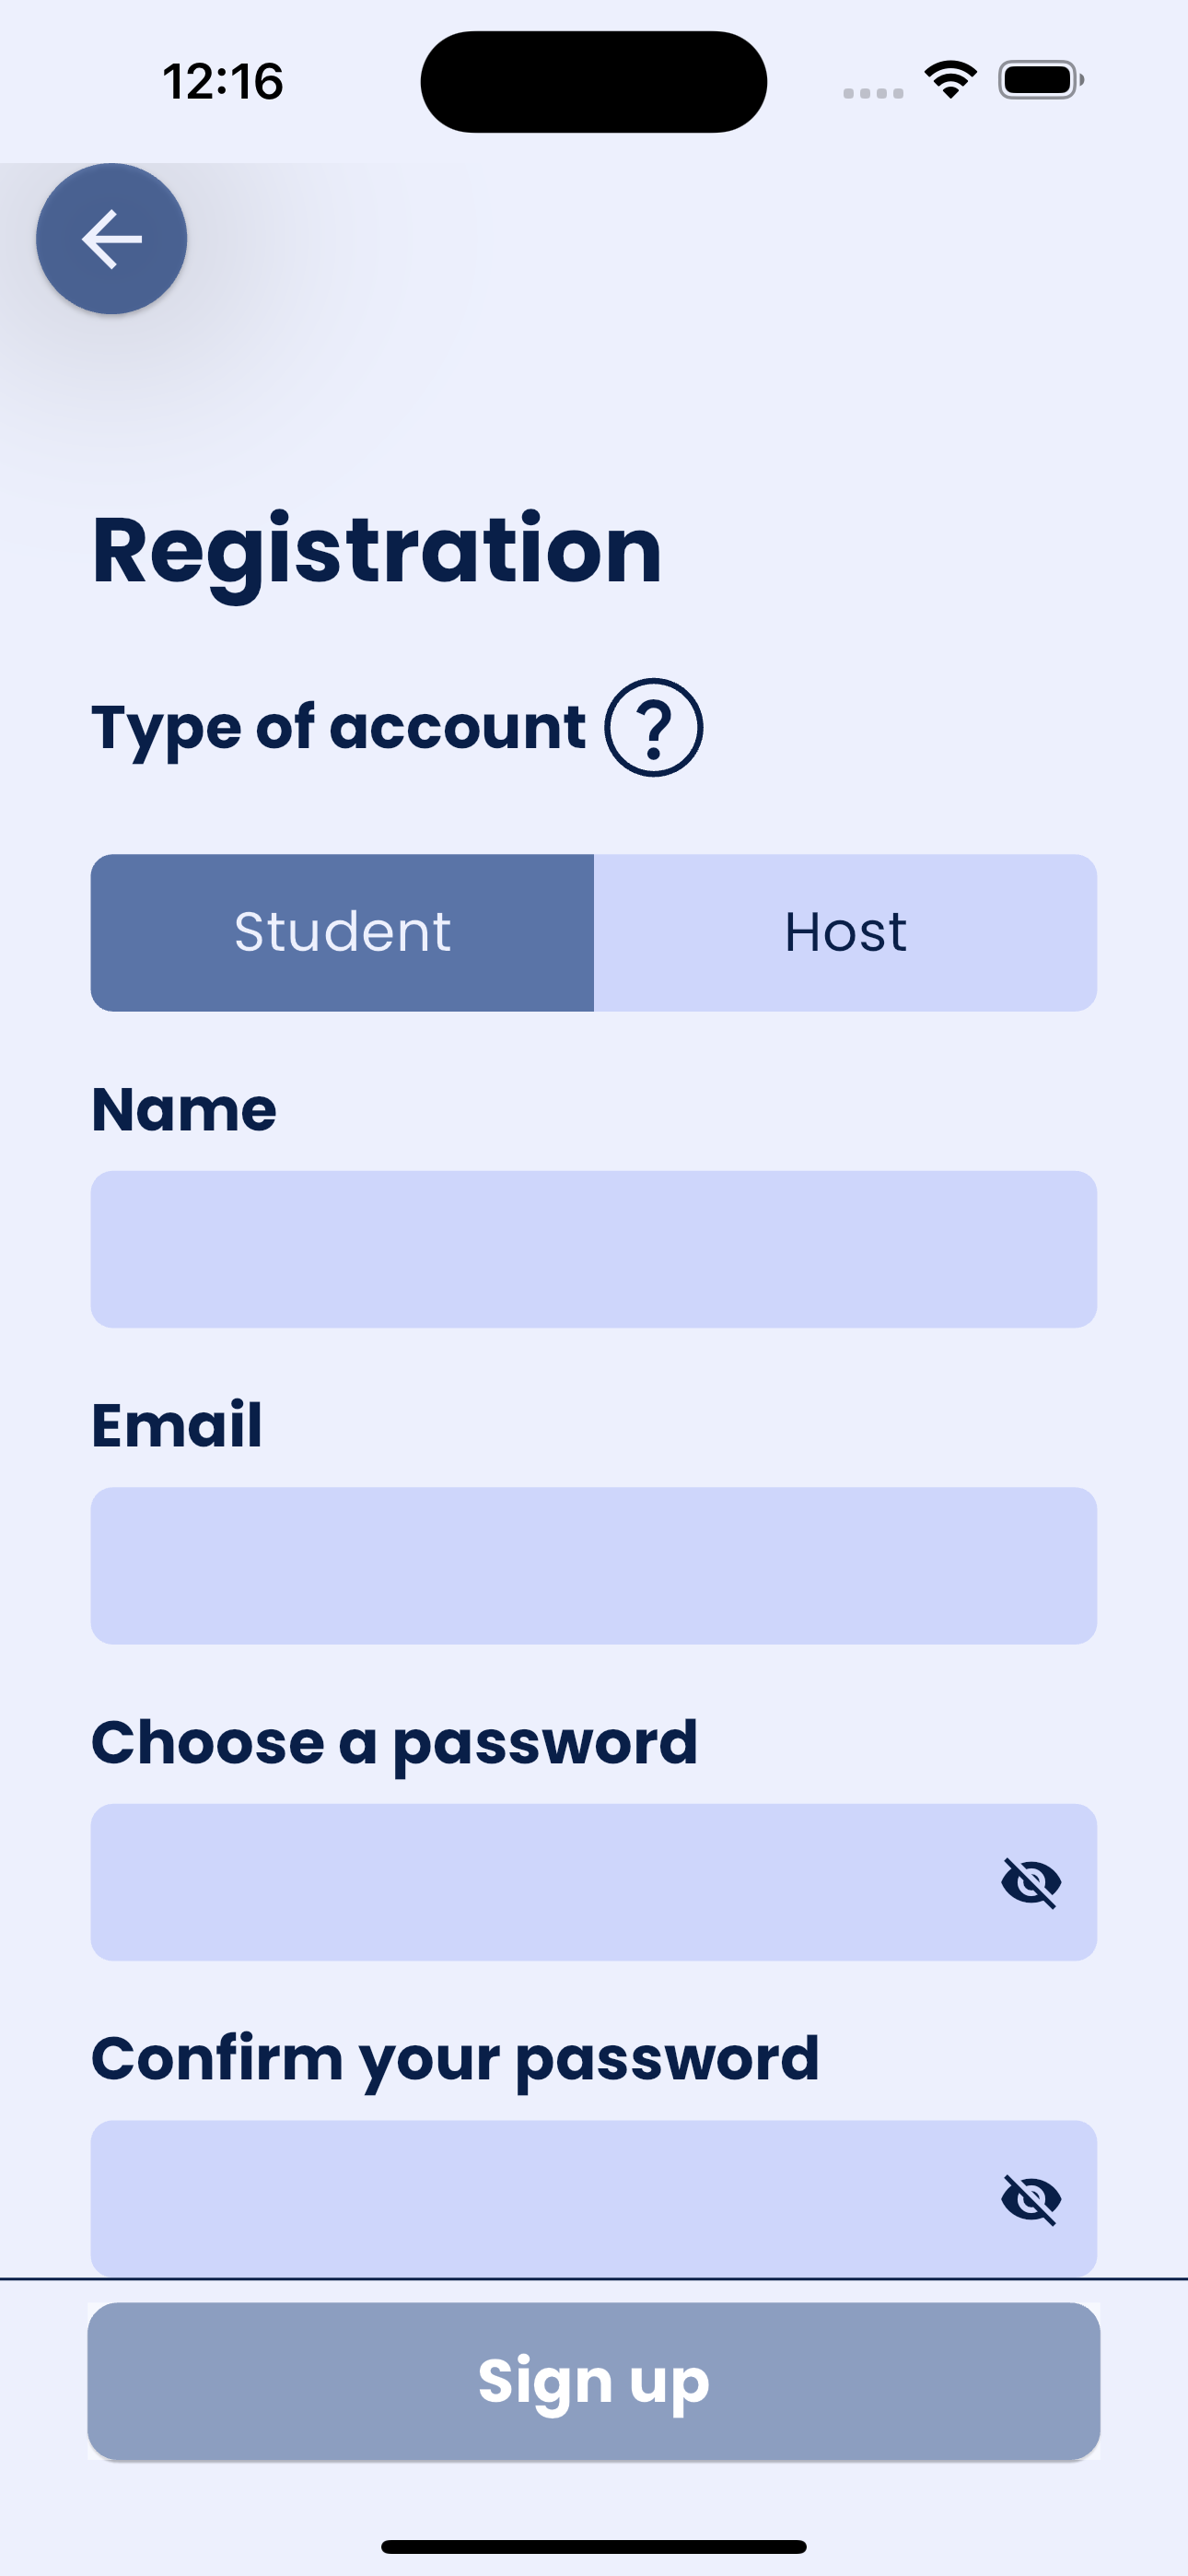 12:16
Registration
Type of account ?
Student Host
Name
Email
Choose a password
Confirm your password
Sign up